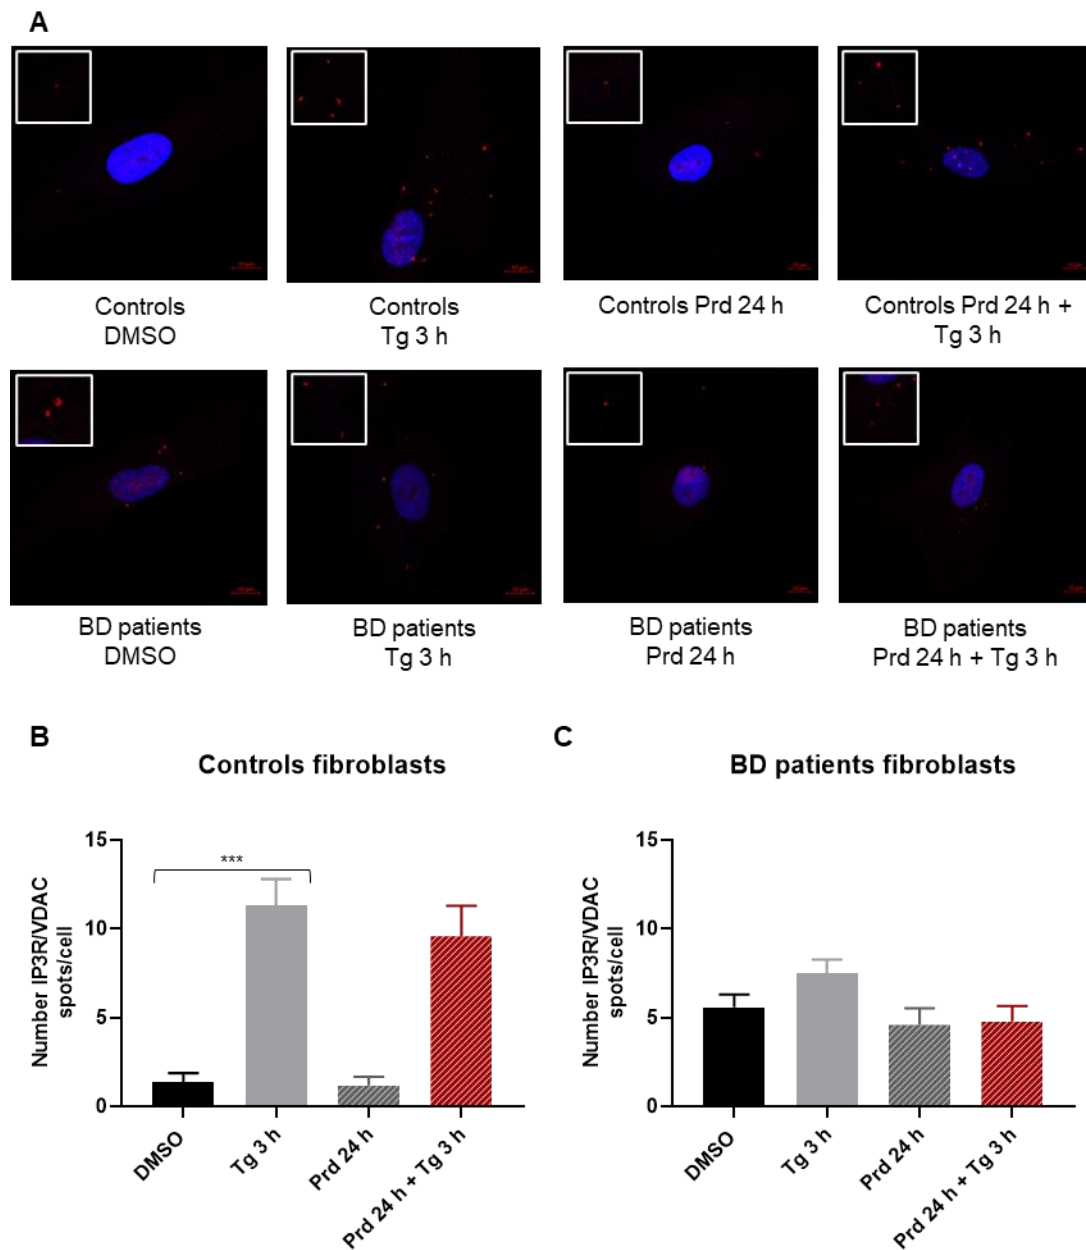 A
Controls
DMSO
Controls
Tg 3 h
Controls Prd 24 h
Controls Prd 24 h +
Tg 3 h
BD patients
DMSO
BD patients
Tg 3 h
BD patients
Prd 24 h
BD patients
Prd 24 h + Tg 3 h
B
Controls fibroblasts
Number IP3R/VDAC
spots/cell
15
10
5
0
***
DMSO
Tg 3 h
Prd 24 h
Prd 24 h + Tg 3 h
C
BD patients fibroblasts
Number IP3R/VDAC
spots/cell
15
10
5
0
DMSO
Tg 3 h
Prd 24 h
Prd 24 h + Tg 3 h